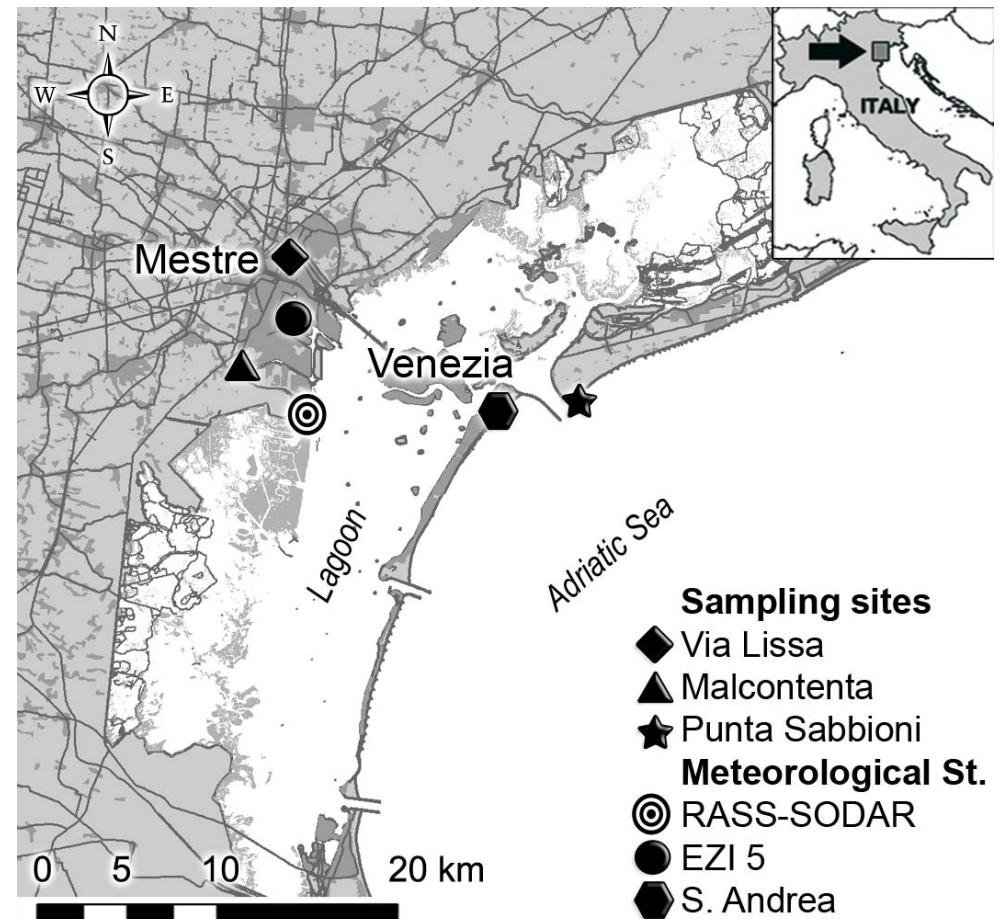 N
W E
S
ITALY
Mestre
Venezia
Lagoon
Adriatic Sea
Sampling sites
Via Lissa
Malcontenta
Punta Sabbioni
Meteorological St.
RASS-SODAR
EZI 5
S. Andrea
0 5 10 20 km